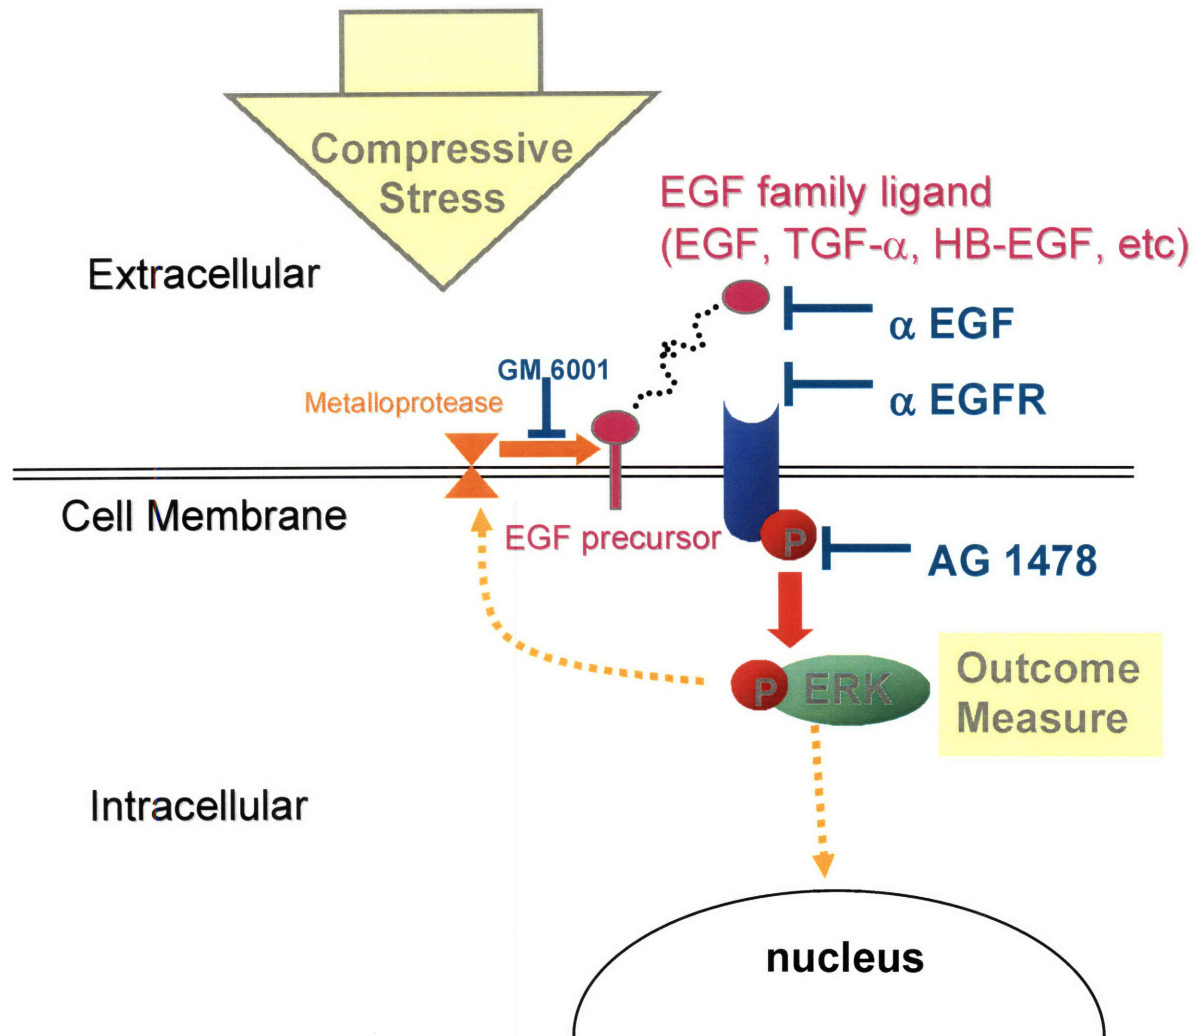 Compressive
Stress
EGF family ligand
(EGF, TGF-α, HB-EGF, etc)
Extracellular
α EGF
GM 6001
Metalloprotease
α EGFR
Cell Membrane
EGF precursor
P
AG 1478
P
ERK
Outcome
Measure
Intracellular
nucleus